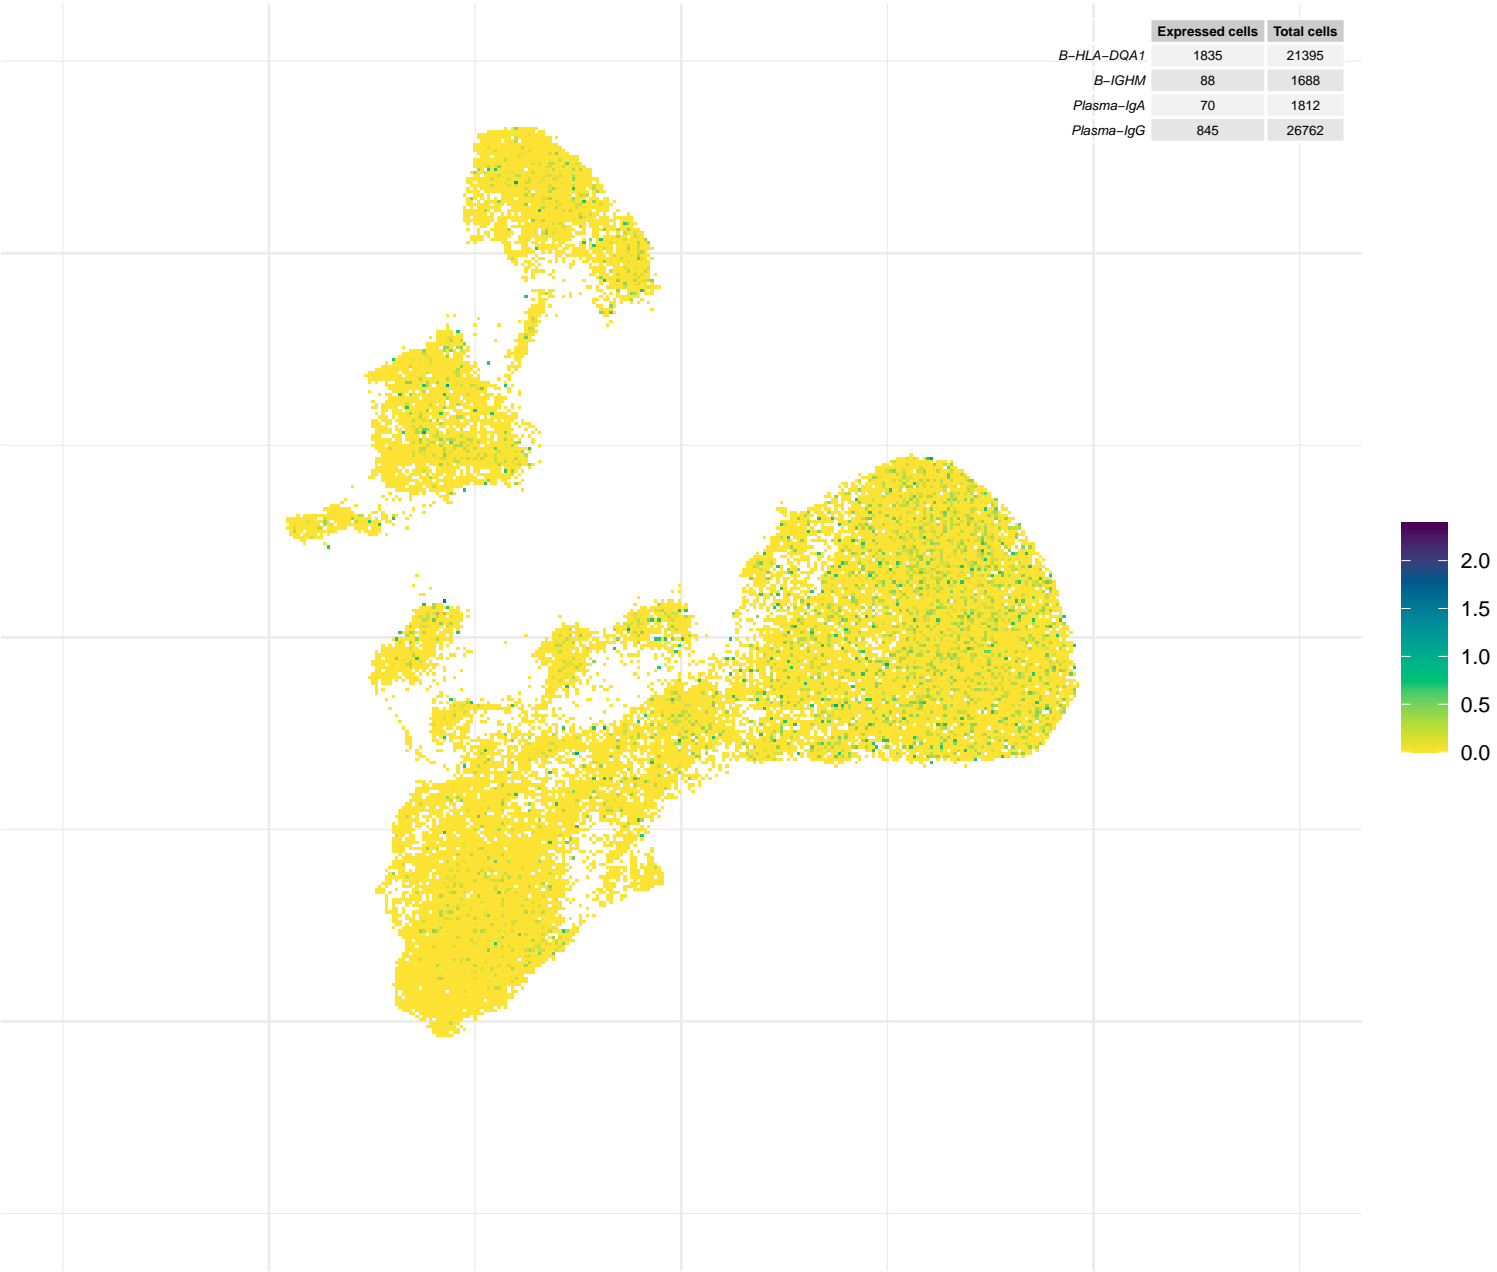 Expressed cells Total cells
B−HLA−DQA1 1835 21395
B−IGHM 88 1688
Plasma−IgA 70 1812
Plasma−IgG 845 26762
2.0
1.5
1.0
0.5
0.0